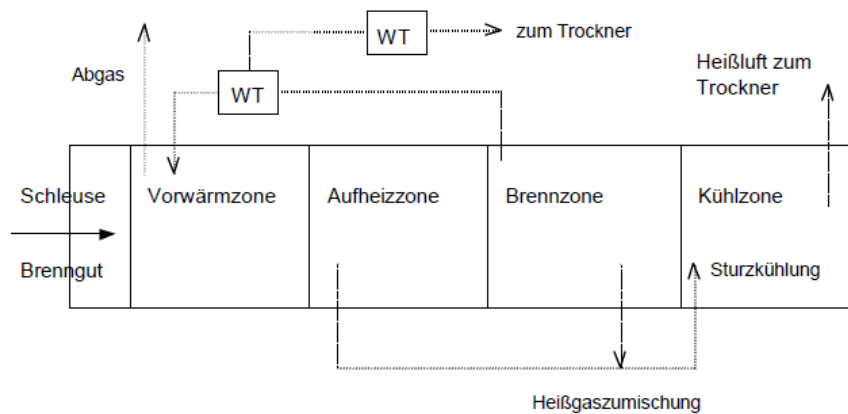 WT
zum Trockner
Abgas
WT
Heißluft zum
Trockner
Schleuse
Vorwärmzone
Aufheizzone
Brennzone
Kühlzone
Brenngut
Sturzkühlung
Heißgaszumischung